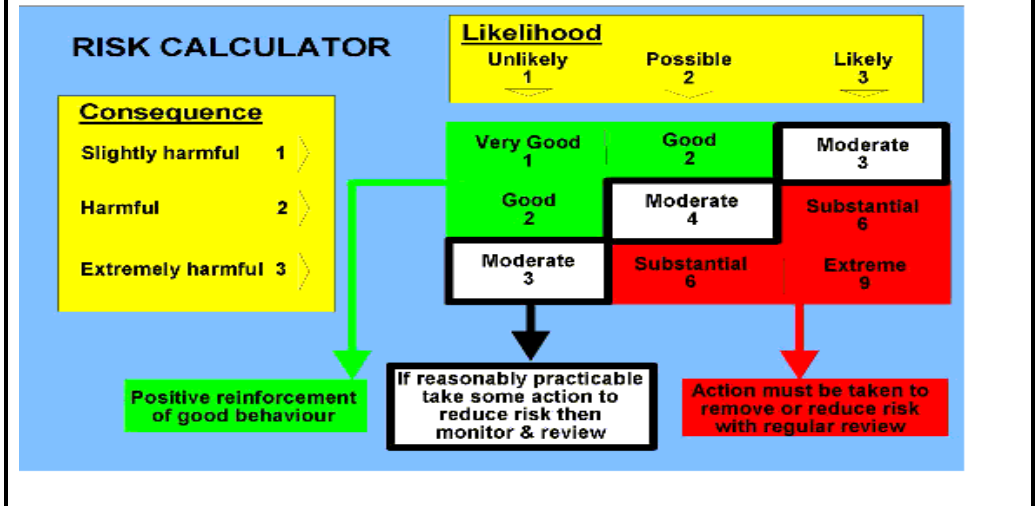 RISK CALCULATOR
Likelihood
Unlikely
1
Possible
2
Likely
3
Consequence
Slightly harmful 1
Harmful 2
Extremely harmful 3
Very Good
1
Good
2
Moderate
3
Good
2
Moderate
4
Substantial
6
Moderate
3
Substantial
6
Extreme
9
Positive reinforcement
of good behaviour
If reasonably practicable
take some action to
reduce risk then
monitor & review
Action must be taken to
remove or reduce risk
with regular review